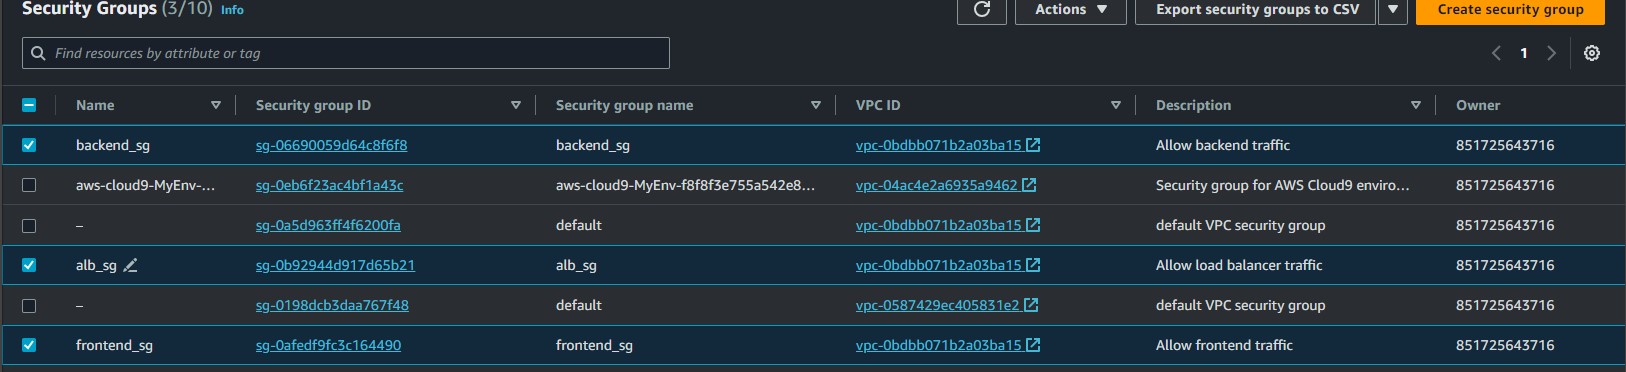 Security Groups (3/10) Info
Actions Export security groups to CSV Create security group
Find resources by attribute or tag
1
Name Security group ID Security group name VPC ID Description Owner
backend_sg sg-06690059d64c8f6f8 backend_sg vpc-0bdbb071b2a03ba15 Allow backend traffic 851725643716
aws-cloud9-MyEnv-... sg-0eb6f23ac4bf1a43c aws-cloud9-MyEnv-f8f8f3e755a542e8... vpc-04ac4e2a6935a9462 Security group for AWS Cloud9 enviro... 851725643716
– sg-0a5d963ff4f6200fa default vpc-0bdbb071b2a03ba15 default VPC security group 851725643716
alb_sg sg-0b92944d917d65b21 alb_sg vpc-0bdbb071b2a03ba15 Allow load balancer traffic 851725643716
– sg-0198dcb3daa767f48 default vpc-0587429ec405831e2 default VPC security group 851725643716
frontend_sg sg-0afedf9fc3c164490 frontend_sg vpc-0bdbb071b2a03ba15 Allow frontend traffic 851725643716